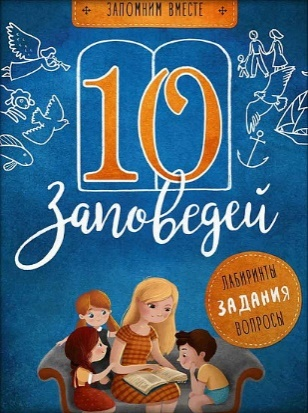 ЗАПОМНИМ ВМЕСТЕ
10
Заповедей
ЛАБИРИНТЫ
ЗАДАНИЯ
ВОПРОСЫ